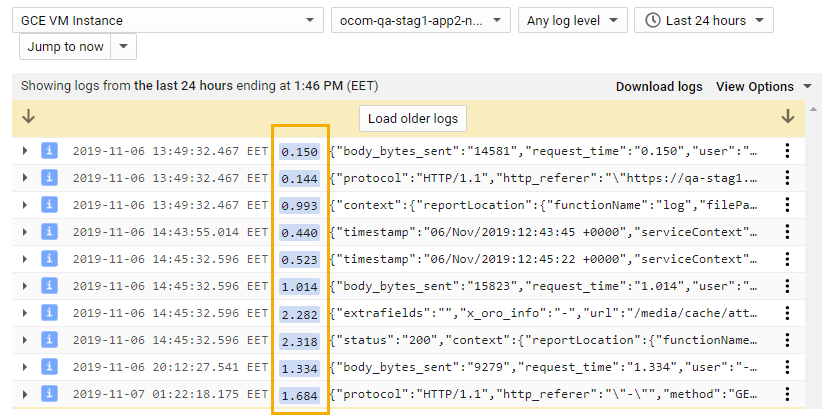 GCE VM Instance ocom-qa-stag1-app2-n... Any log level Last 24 hours
Jump to now
Showing logs from the last 24 hours ending at 1:46 PM (EET) Download logs View Options
Load older logs
2019-11-06 13:49:32.467 EET 0.150 {"body_bytes_sent":"14581","request_time":"0.150","user":"…
2019-11-06 13:49:32.467 EET 0.144 {"protocol":"HTTP/1.1","http_referer":"\"https://qa-stag1.…
2019-11-06 13:49:32.467 EET 0.993 {"context":{"reportLocation":{"functionName":"log","filePa…
2019-11-06 14:43:55.014 EET 0.440 {"timestamp":"06/Nov/2019:12:43:45 +0000","serviceContext"…
2019-11-06 14:45:32.596 EET 0.523 {"timestamp":"06/Nov/2019:12:45:22 +0000","serviceContext"…
2019-11-06 14:45:32.596 EET 1.014 {"body_bytes_sent":"15823","request_time":"1.014","user":"…
2019-11-06 14:45:32.596 EET 2.282 {"extrafields":"","x_oro_info":"-","url":"/media/cache/att…
2019-11-06 14:45:32.596 EET 2.318 {"status":"200","context":{"reportLocation":{"functionName…
2019-11-06 20:12:27.541 EET 1.334 {"body_bytes_sent":"9279","request_time":"1.334","user":"-…
2019-11-07 01:22:18.175 EET 1.684 {"protocol":"HTTP/1.1","http_referer":"\"-\"","method":"GE…